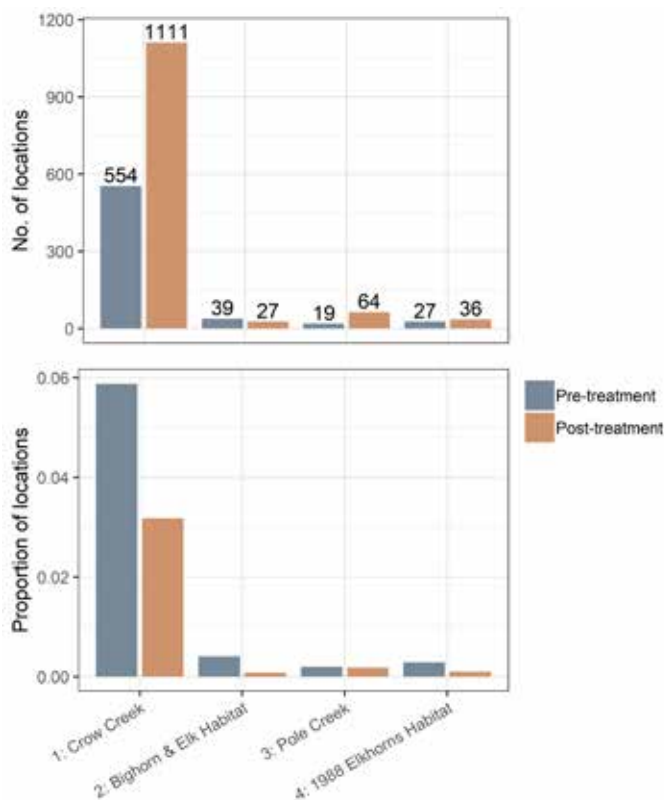 1200
900
600
300
0
No. of locations
554
1111
39
27
19
64
27
36
0.06
0.04
0.02
0.00
Proportion of locations
Pre-treatment
Post-treatment
1: Crow Creek
2: Bighorn & Elk Habitat
3: Pole Creek
4: 1988 Elkhorns Habitat